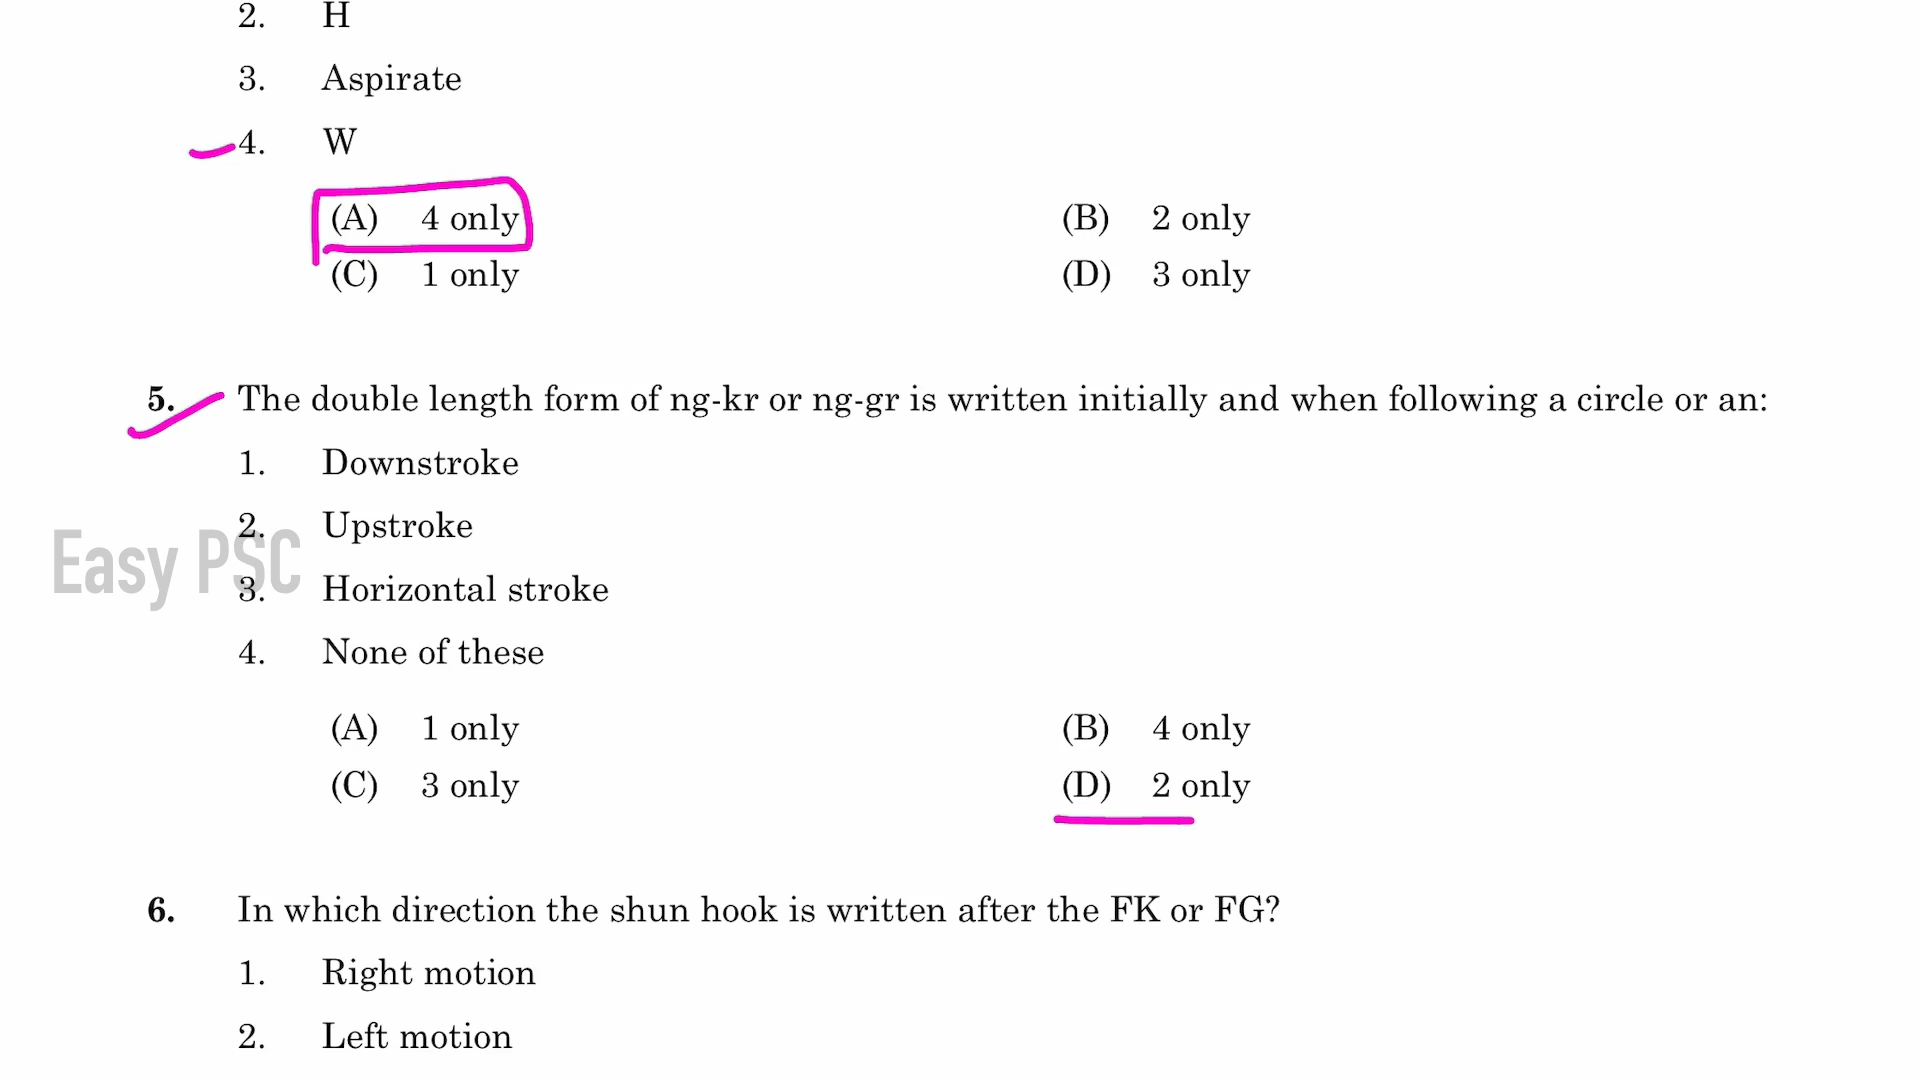 2. H
3. Aspirate
4. W
(A) 4 only (B) 2 only
(C) 1 only (D) 3 only
5. The double length form of ng-kr or ng-gr is written initially and when following a circle or an:
1. Downstroke
2. Upstroke
Easy PSC
3. Horizontal stroke
4. None of these
(A) 1 only (B) 4 only
(C) 3 only (D) 2 only
6. In which direction the shun hook is written after the FK or FG?
1. Right motion
2. Left motion